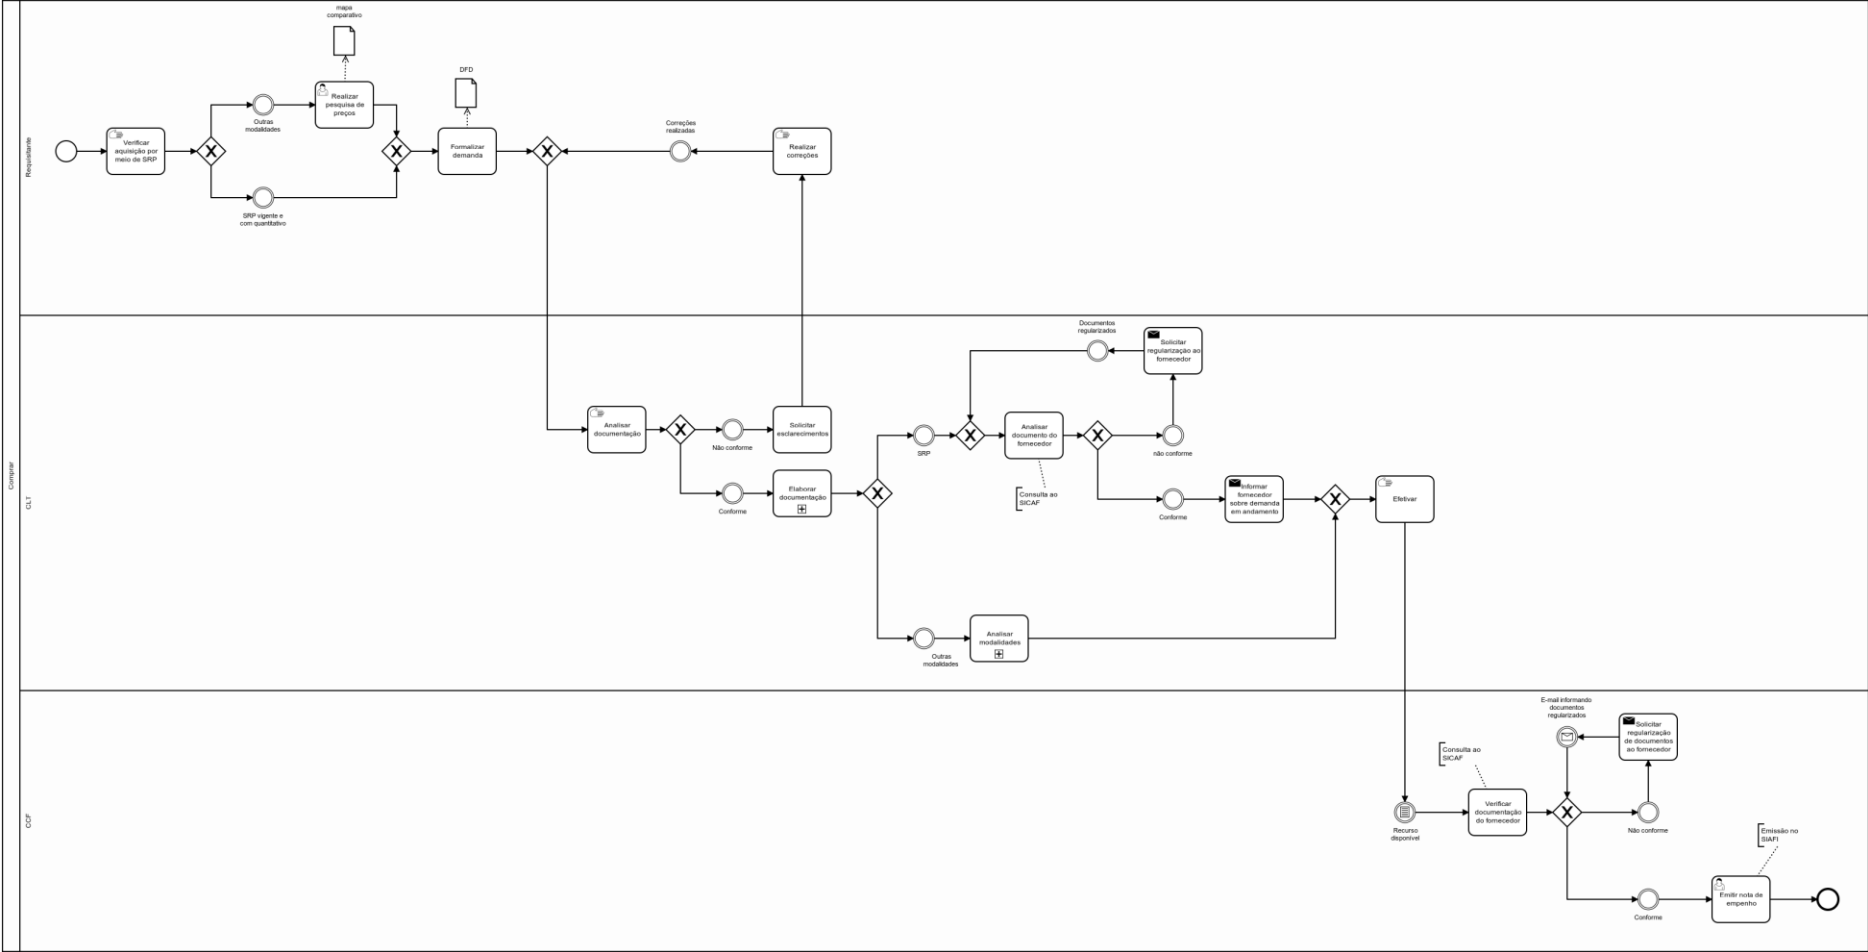 Comprar
Requisitante
mapa
comparativo
DFD
Verificar
aquisição por
meio de SRP
Outras
modalidades
Realizar
pesquisa de
preços
SRP vigente e
com quantitativo
Formalizar
demanda
Correções
realizadas
Realizar
correções
CLT
Analisar
documentação
Não conforme
Solicitar
esclarecimentos
Conforme
Elaborar
documentação
SRP
Analisar
documento do
fornecedor
Consulta ao
SICAF
Documentos
regularizados
Solicitar
regularização ao
fornecedor
não conforme
Conforme
Informar
fornecedor
sobre demanda
em andamento
Efetivar
Outras
modalidades
Analisar
modalidades
CCF
Recurso
disponível
Consulta ao
SICAF
Verificar
documentação
do fornecedor
E-mail informando
documentos
regularizados
Solicitar
regularização
de documentos
ao fornecedor
Não conforme
Conforme
Emissão no
SIAFI
Emitir nota de
empenho